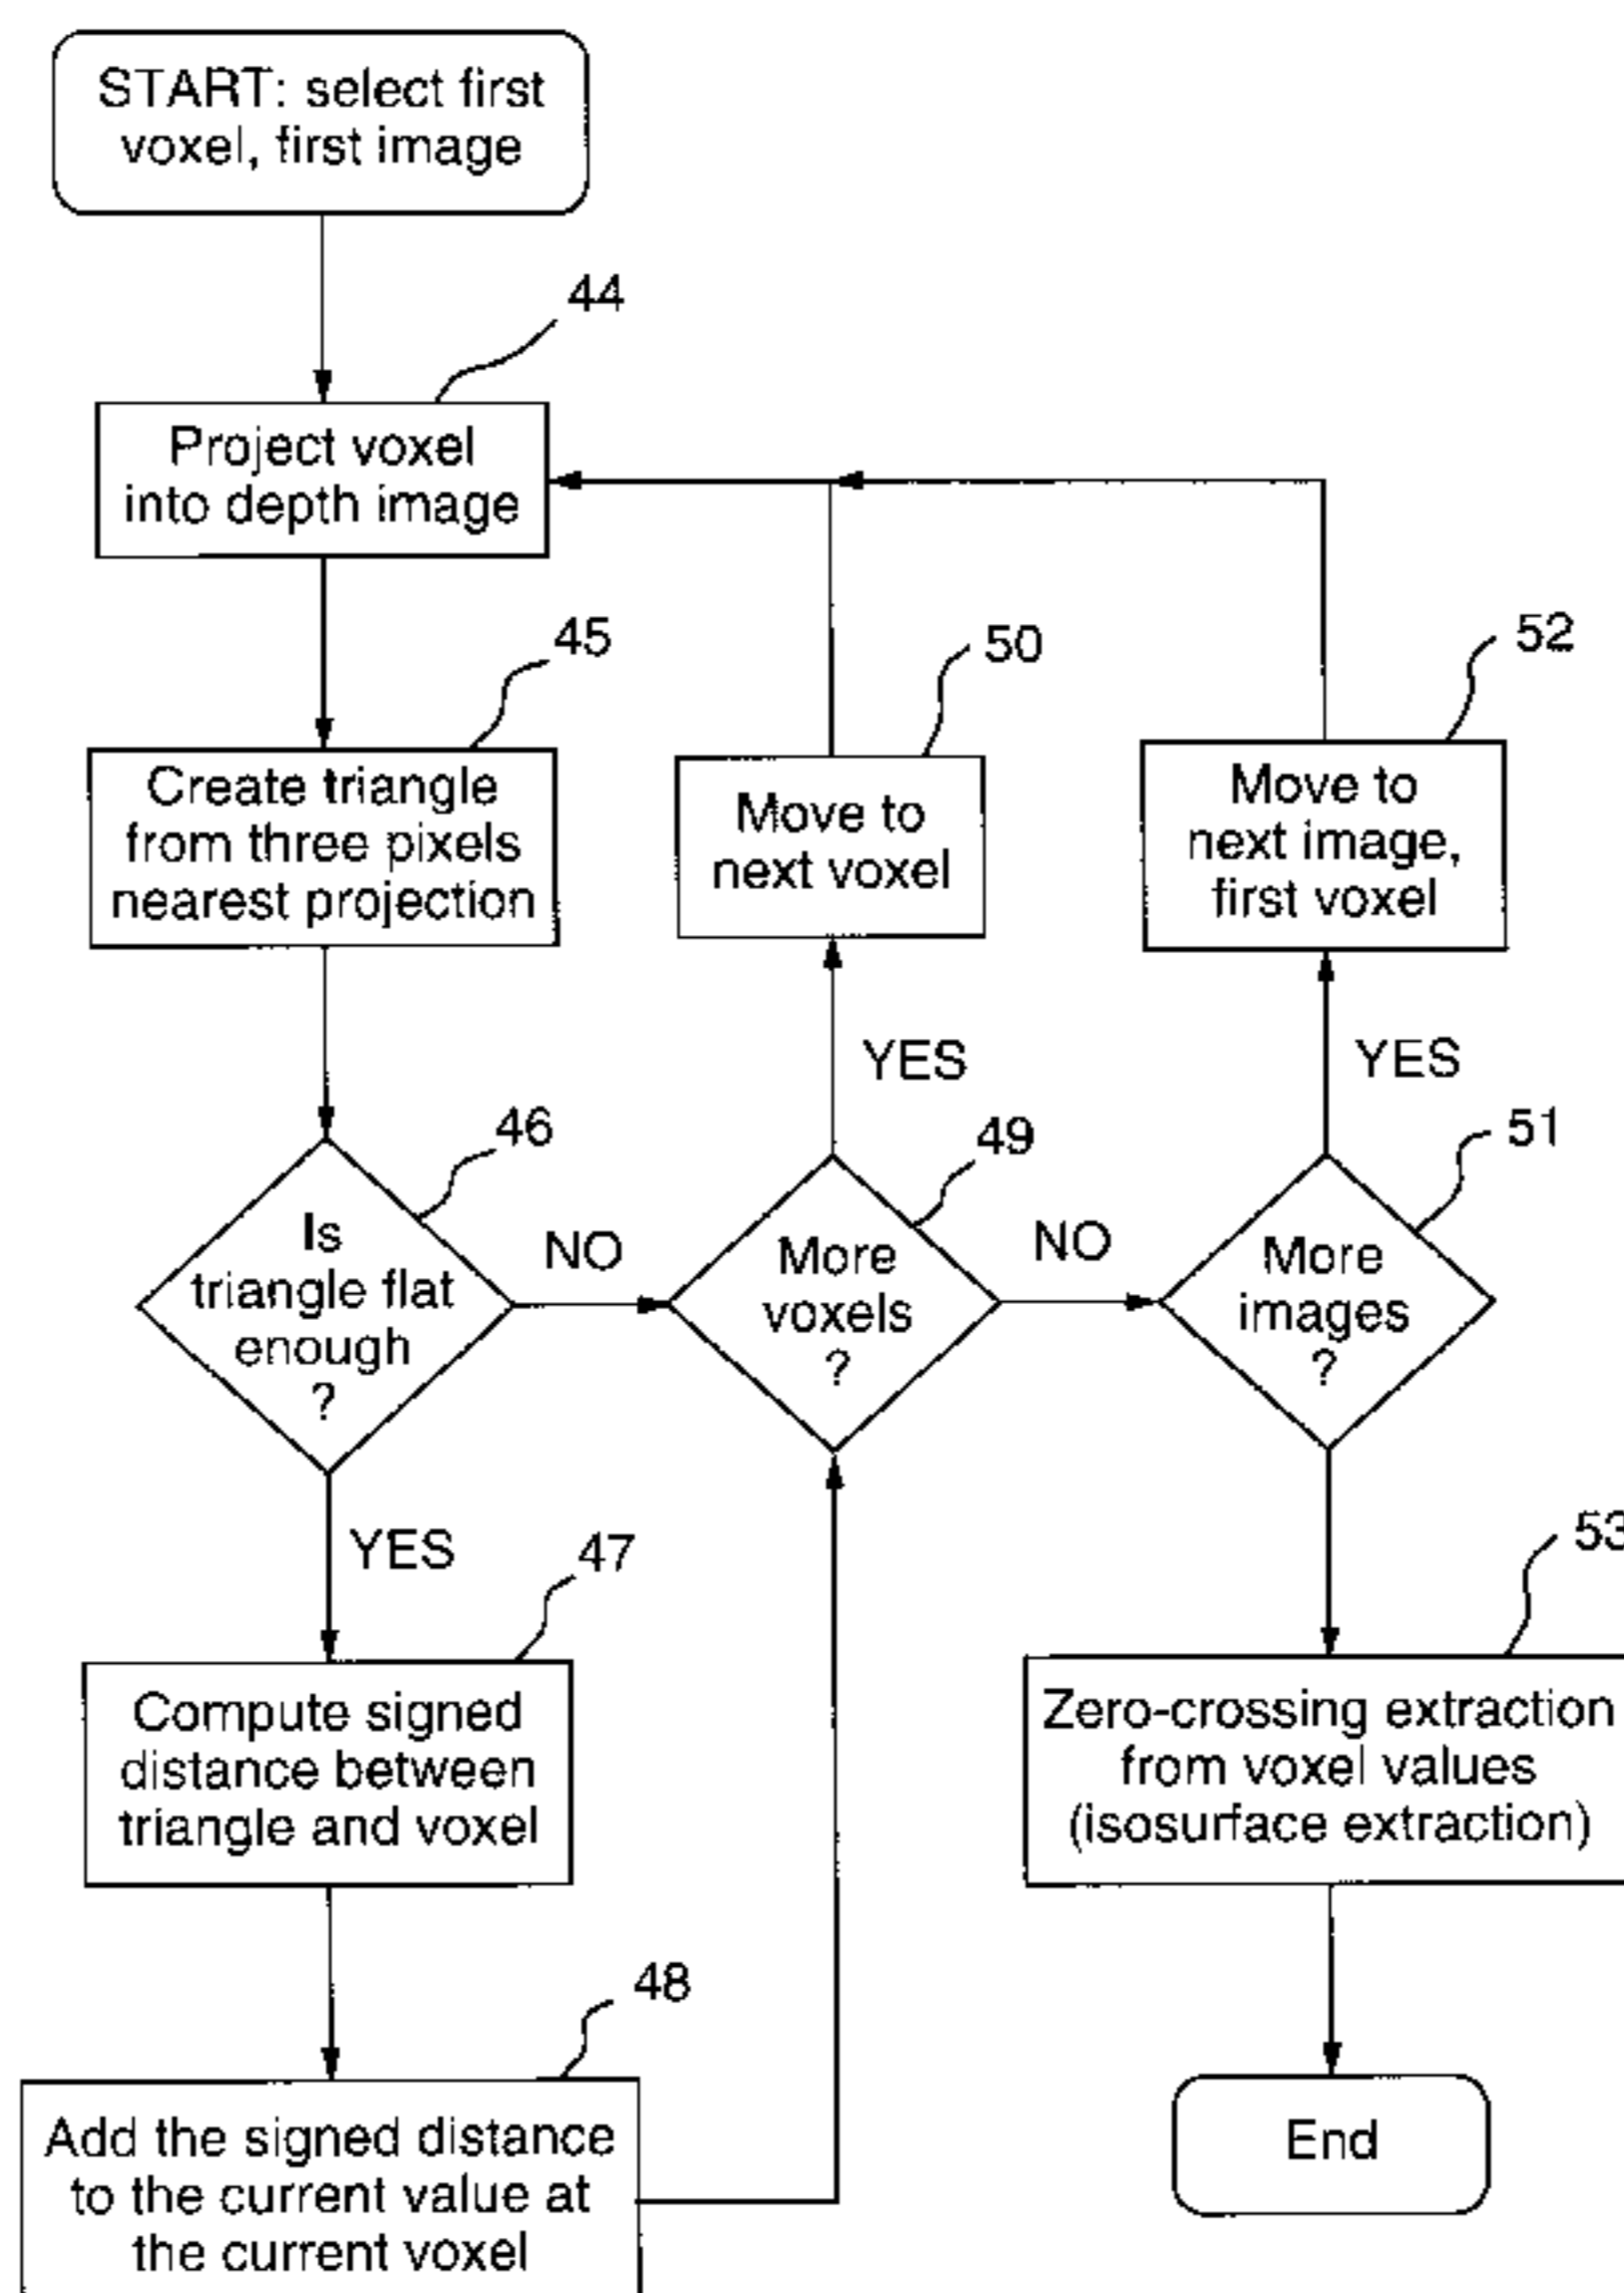 START: select first
voxel, first image
44
Project voxel
into depth image
45
Create triangle
from three pixels
nearest projection
50
Move to
next voxel
52
Move to
next image,
first voxel
YES
YES
46
Is
triangle flat
enough
?
NO
49
More
voxels
?
NO
51
More
images
?
YES
47
Compute signed
distance between
triangle and voxel
53
Zero-crossing extraction
from voxel values
(isosurface extraction)
48
Add the signed distance
to the current value at
the current voxel
End